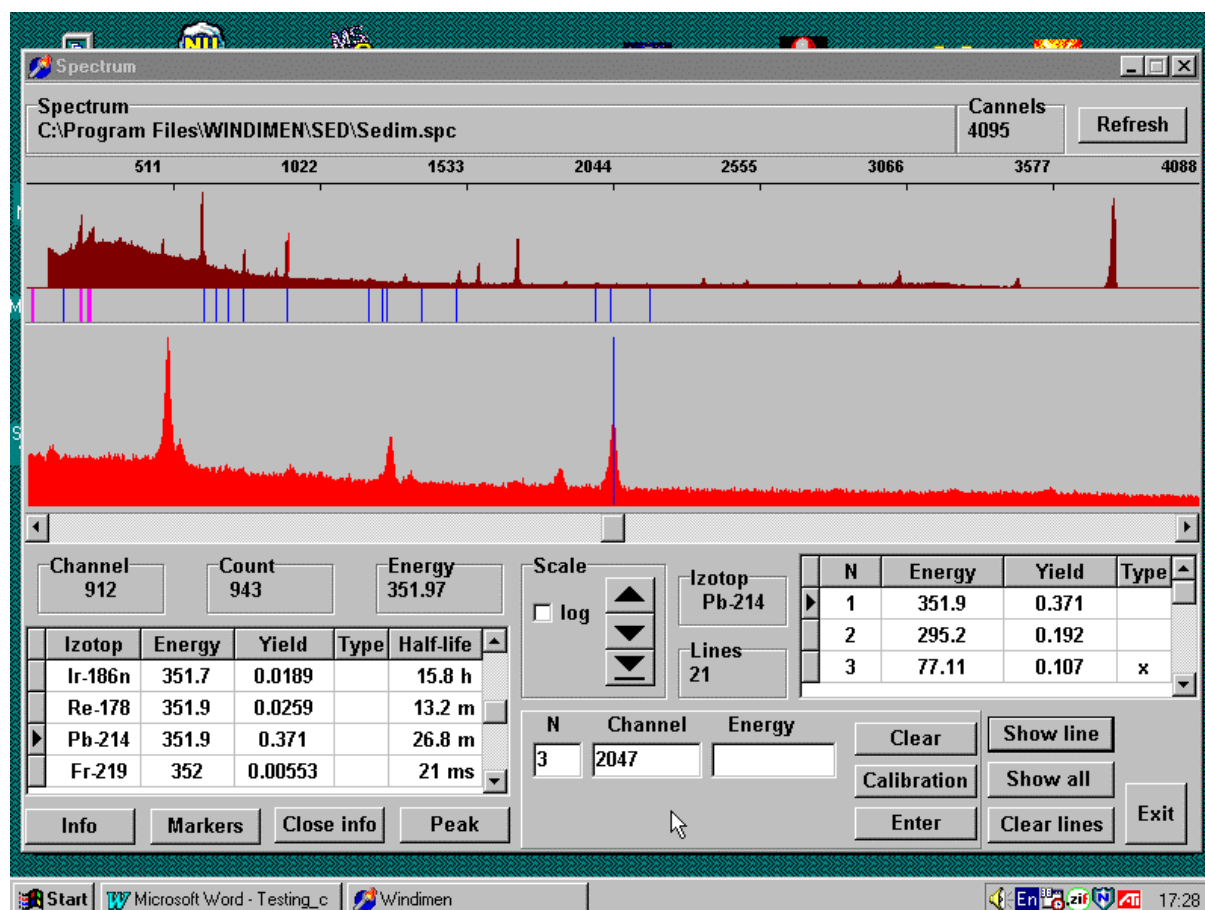 Spectrum
Spectrum
C:\Program Files\WINDIMEN\SED\Sedim.spc
Cannels
4095
Refresh
511 1022 1533 2044 2555 3066 3577 4088
Channel
912
Count
943
Energy
351.97
Scale
log
Izotop
Pb-214
Lines
21
N Energy Yield Type
1 351.9 0.371
2 295.2 0.192
3 77.11 0.107 x
Izotop Energy Yield Type Half-life
Ir-186n 351.7 0.0189 15.8 h
Re-178 351.9 0.0259 13.2 m
Pb-214 351.9 0.371 26.8 m
Fr-219 352 0.00553 21 ms
N Channel Energy
3 2047
Clear
Calibration
Enter
Show line
Show all
Clear lines
Exit
Info
Markers
Close info
Peak
Start
Microsoft Word - Testing_c
Windimen
En
.zif
ATI
17:28